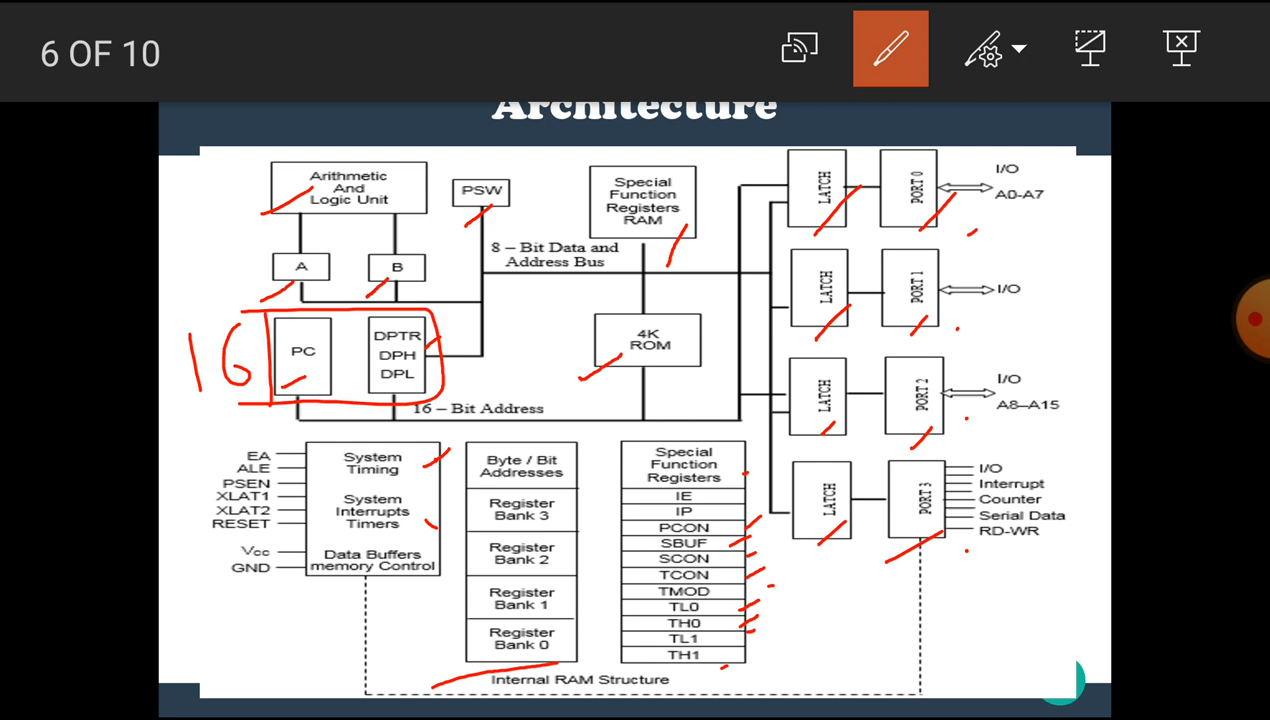 6 OF 10
Architecture
Arithmetic
And
Logic Unit
PSW
Special
Function
Registers
RAM
LATCH
PORT 0
I/O
A0-A7
8 – Bit Data and
Address Bus
A
B
LATCH
PORT 1
I/O
16
PC
DPTR
DPH
DPL
4K
ROM
LATCH
PORT 2
I/O
A8–A15
16 – Bit Address
EA
ALE
PSEN
XLAT1
XLAT2
RESET
Vcc
GND
System
Timing
System
Interrupts
Timers
Data Buffers
memory Control
Byte / Bit
Addresses
Register
Bank 3
Register
Bank 2
Register
Bank 1
Register
Bank 0
Special
Function
Registers
IE
IP
PCON
SBUF
SCON
TCON
TMOD
TL0
TH0
TL1
TH1
LATCH
PORT 3
I/O
Interrupt
Counter
Serial Data
RD-WR
Internal RAM Structure